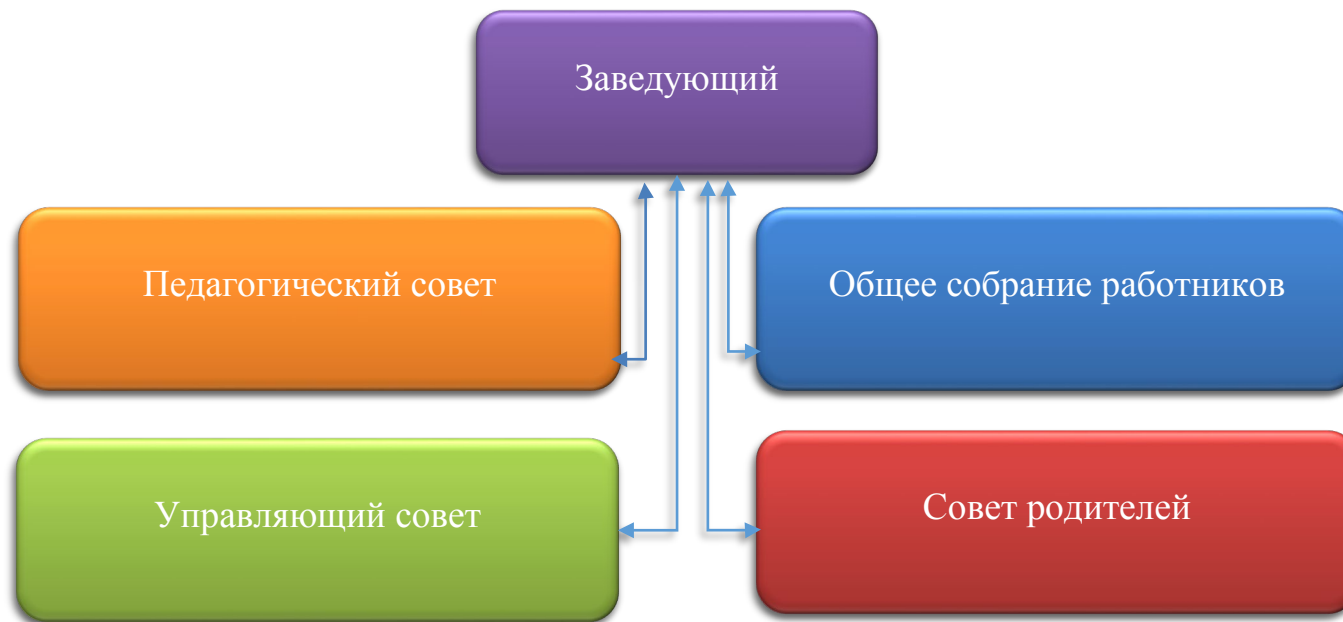 Заведующий
Педагогический совет
Общее собрание работников
Управляющий совет
Совет родителей